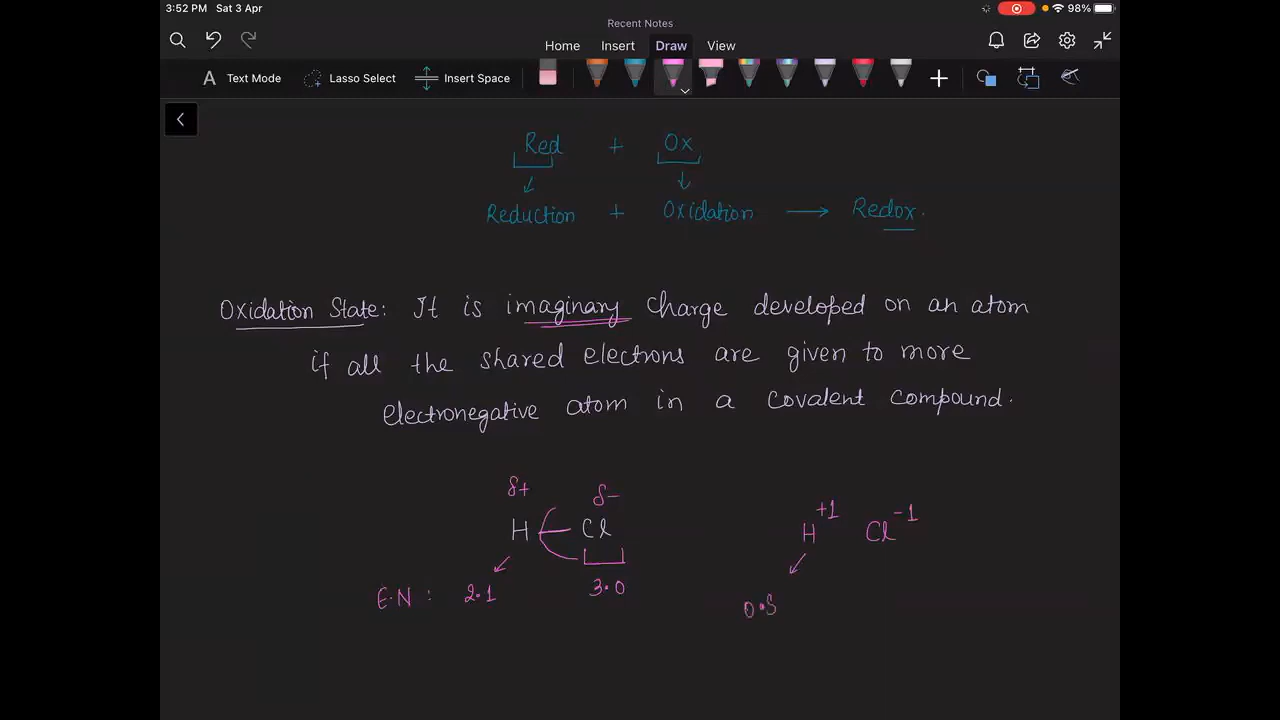 3:52 PM Sat 3 Apr
98%
Recent Notes
Home Insert Draw View
Text Mode Lasso Select Insert Space
Red + Ox
Reduction + Oxidation → Redox.
Oxidation State: It is imaginary charge developed on an atom
if all the shared electrons are given to more
electronegative atom in a covalent compound.
δ+ δ-
H - Cl
H+1 Cl-1
E.N : 2.1 3.0
O.S